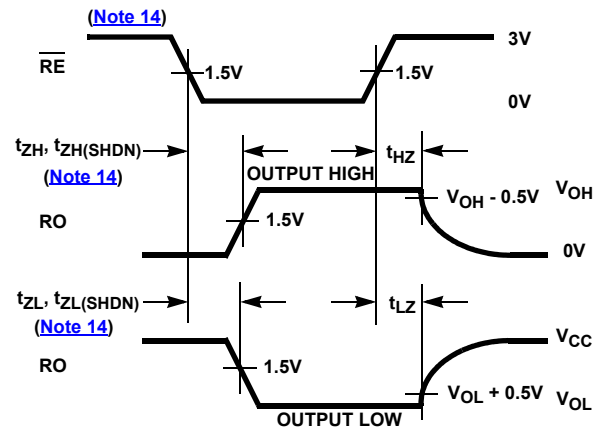 (Note 14)
RE
3V
1.5V
1.5V
0V
tZH, tZH(SHDN)
(Note 14)
OUTPUT HIGH
tHZ
VOH - 0.5V
VOH
RO
1.5V
0V
tZL, tZL(SHDN)
(Note 14)
tLZ
VCC
RO
1.5V
VOL + 0.5V
VOL
OUTPUT LOW